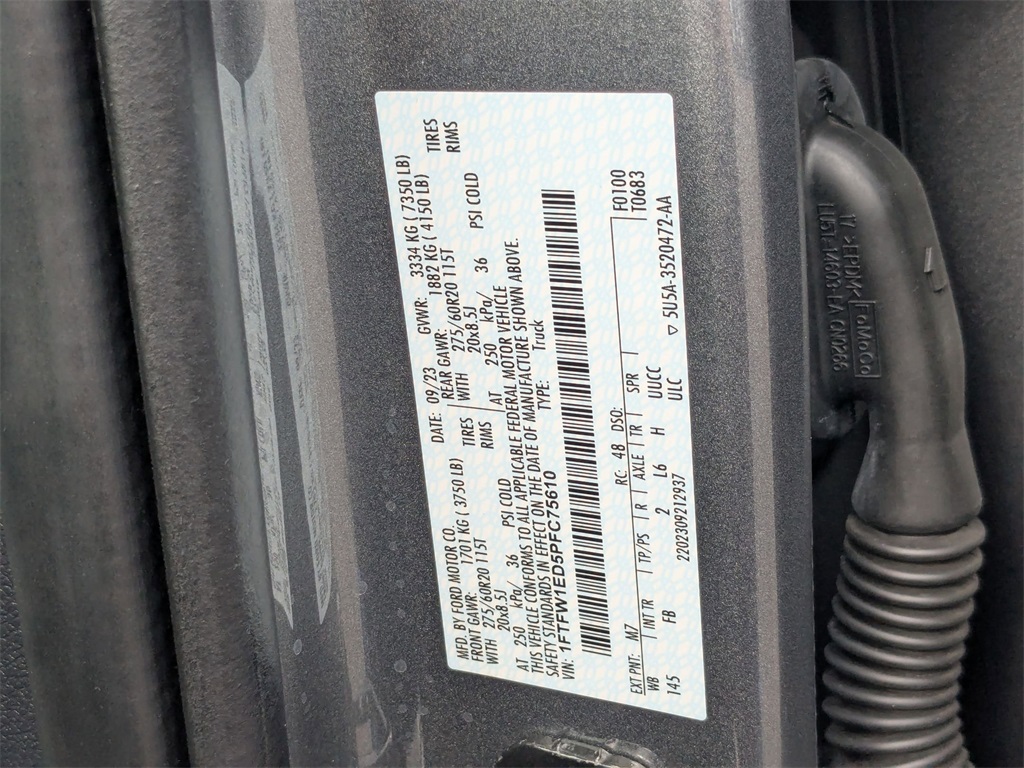 MFD. BY FORD MOTOR CO. DATE: 09/23 GVWR: 3334 KG ( 7350 LB)
FRONT GAWR: 1701 KG ( 3750 LB) REAR GAWR: 1882 KG ( 4150 LB)
WITH 275/60R20 115T TIRES WITH 275/60R20 115T TIRES
20x8.5J RIMS 20x8.5J RIMS
AT 250 kPa/ 36 PSI COLD AT 250 kPa/ 36 PSI COLD
THIS VEHICLE CONFORMS TO ALL APPLICABLE FEDERAL MOTOR VEHICLE
SAFETY STANDARDS IN EFFECT ON THE DATE OF MANUFACTURE SHOWN ABOVE.
VIN: 1FTFW1ED5PFC75610 TYPE: Truck
F0100
T0683
EXT PNT: M7 RC: 48 DSO:
WB INT TR TP/PS R AXLE TR SPR
145 FB 2 L6 H UUCC
2202309212937 ULC
▽ 5U5A-3520472-AA
17 >EPDM<
FoMoCo